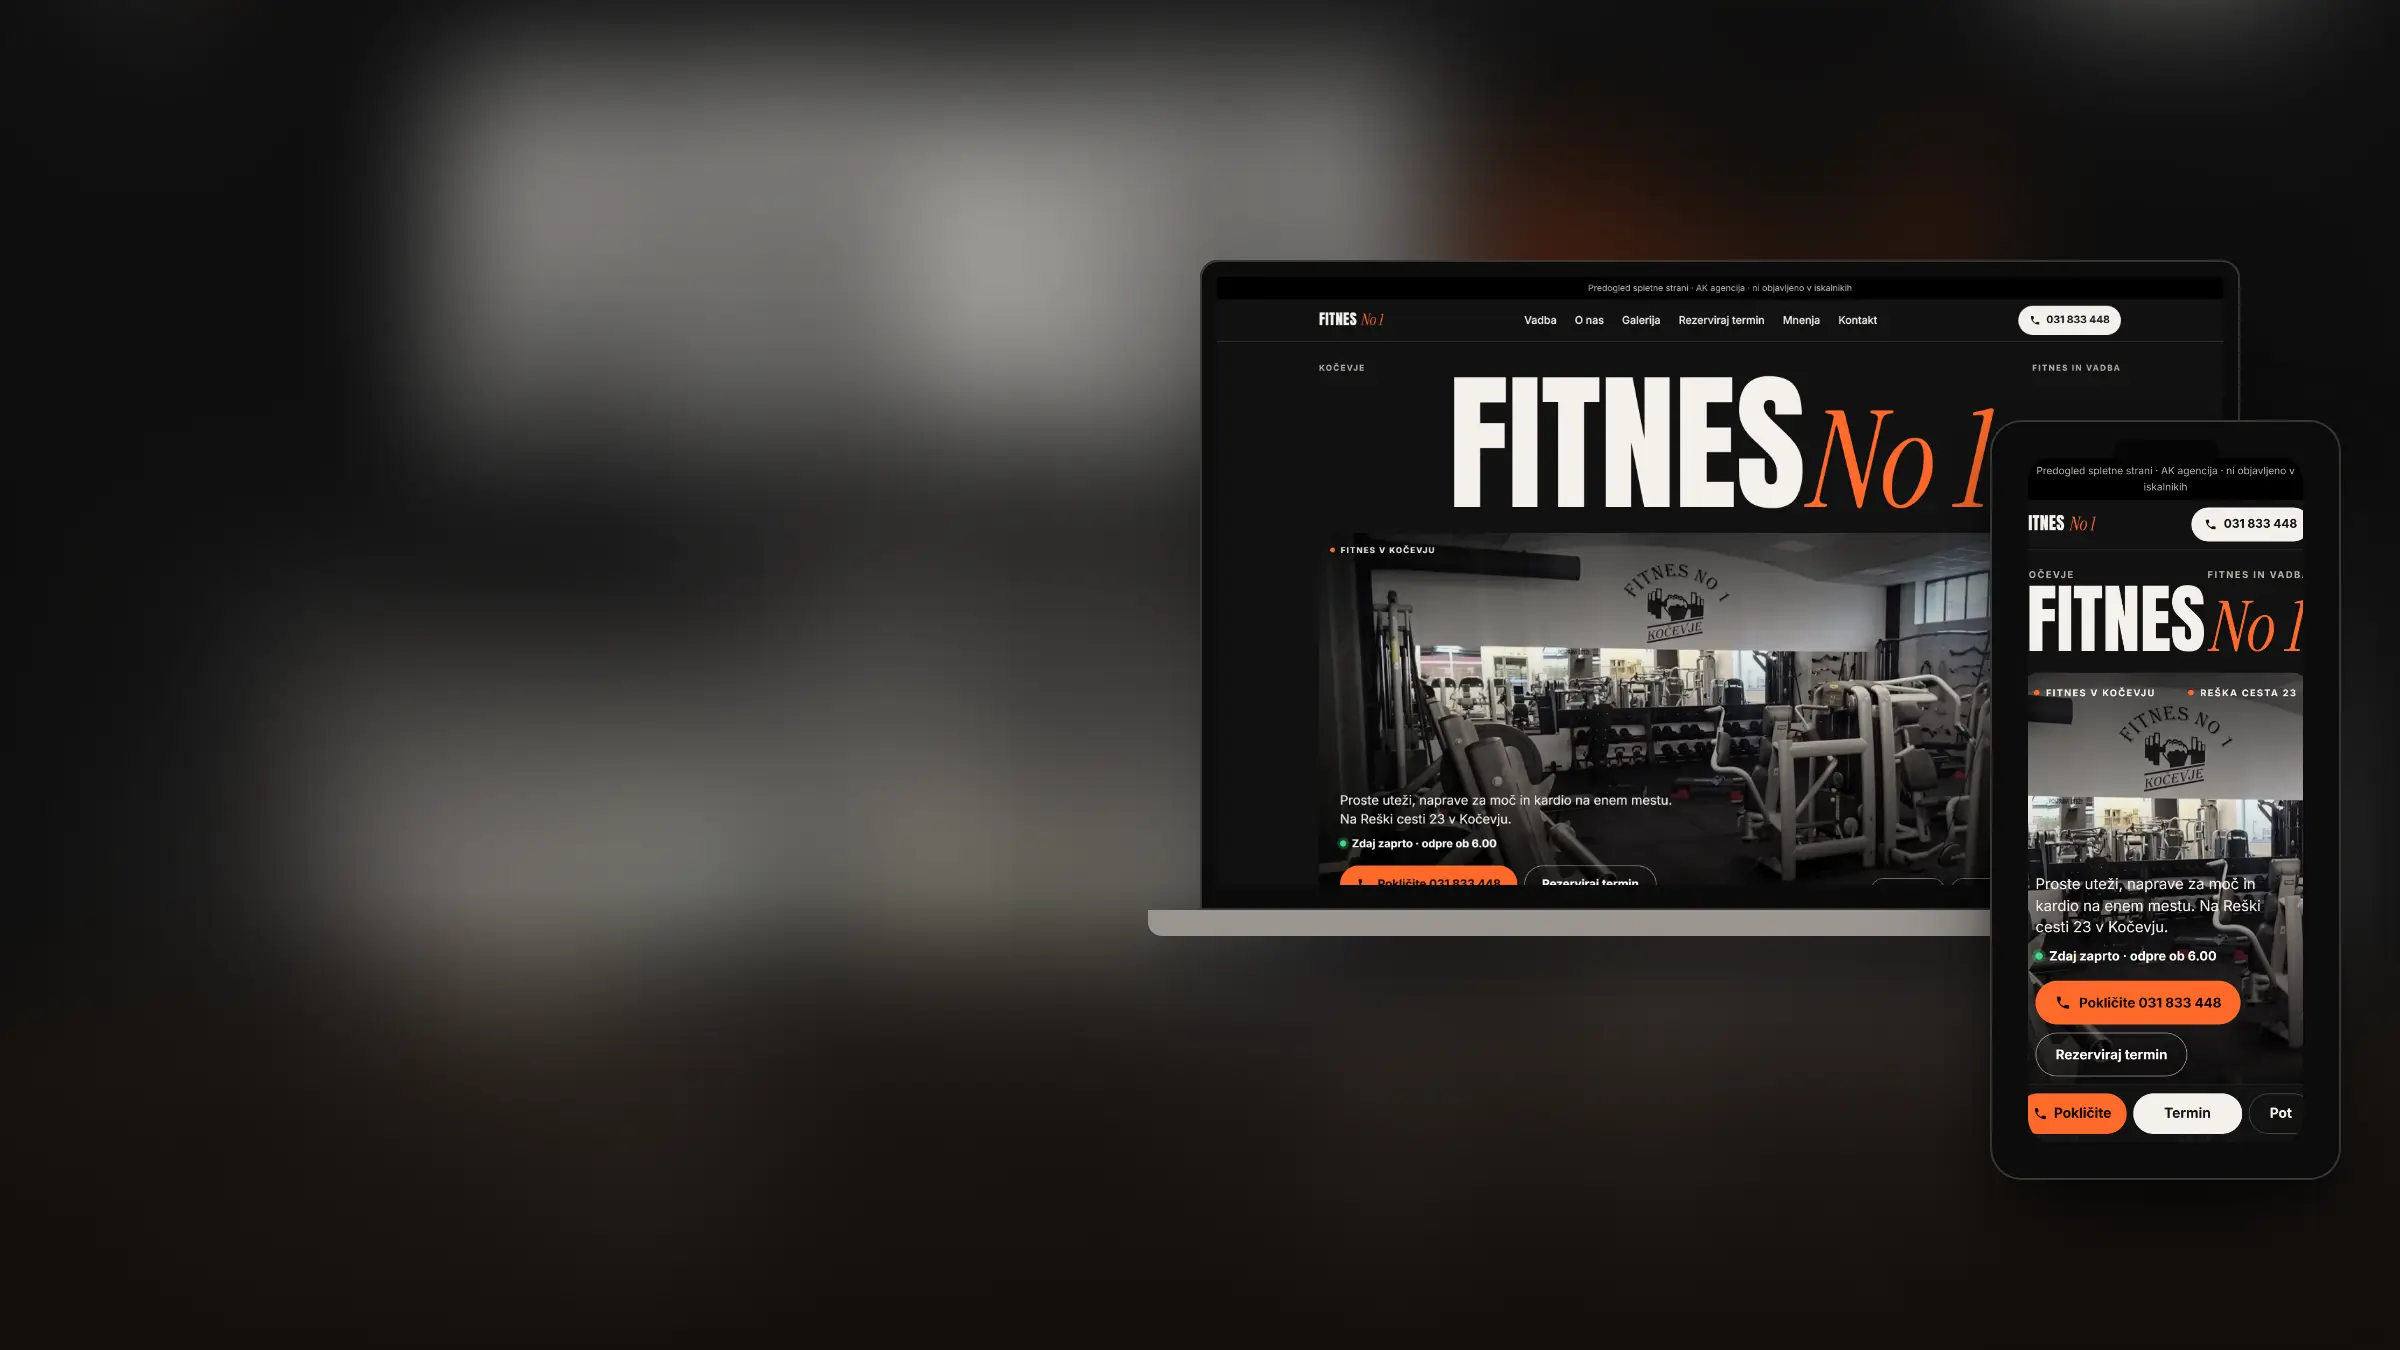 Predogled spletne strani · AK agencija · ni objavljeno v iskalnikih
FITNES No 1
Vadba O nas Galerija Rezerviraj termin Mnenja Kontakt
031 833 448
KOČEVJE
FITNES IN VADBA
FITNES No 1
FITNES V KOČEVJU
FITNES NO 1
KOČEVJE
Proste uteži, naprave za moč in kardio na enem mestu.
Na Reški cesti 23 v Kočevju.
Zdaj zaprto · odpre ob 6.00
Pokličite 031 833 448
Rezerviraj termin
Predogled spletne strani · AK agencija · ni objavljeno v
iskalnikih
ITNES No 1
031 833 448
OČEVJE
FITNES IN VADB
FITNES No 1
FITNES V KOČEVJU
REŠKA CESTA 23
FITNES NO 1
KOČEVJE
Proste uteži, naprave za moč in
kardio na enem mestu. Na Reški
cesti 23 v Kočevju.
Zdaj zaprto · odpre ob 6.00
Pokličite 031 833 448
Rezerviraj termin
Pokličite
Termin
Pot